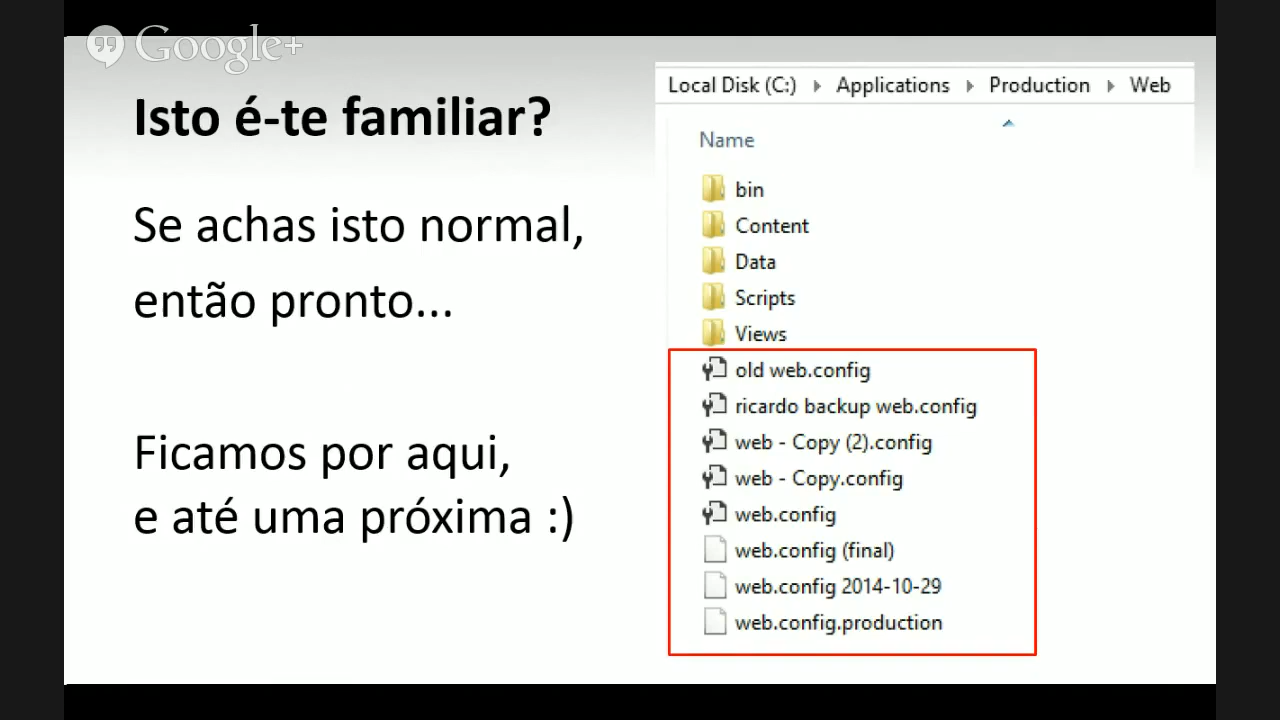 Google+
Isto é-te familiar?
Se achas isto normal,
então pronto...
Ficamos por aqui,
e até uma próxima :)
Local Disk (C:) Applications Production Web
Name
bin
Content
Data
Scripts
Views
old web.config
ricardo backup web.config
web - Copy (2).config
web - Copy.config
web.config
web.config (final)
web.config 2014-10-29
web.config.production